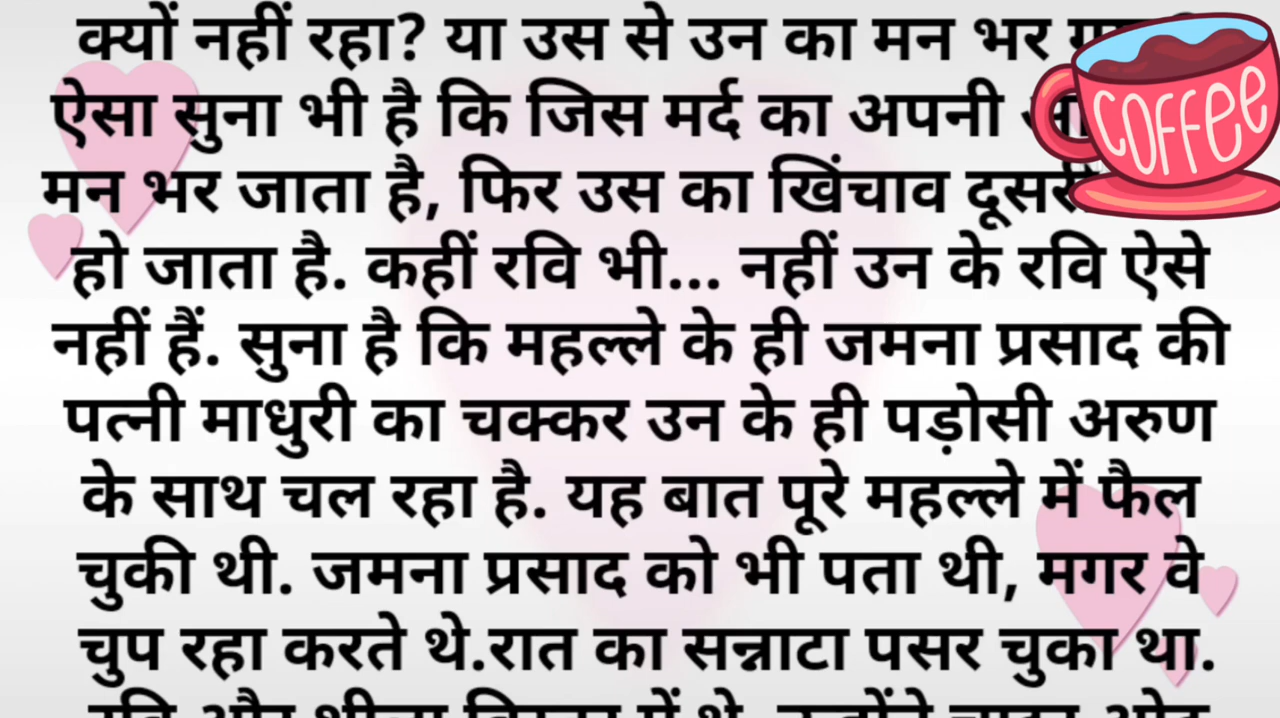 क्यों नहीं रहा? या उस से उन का मन भर
ऐसा सुना भी है कि जिस मर्द का अपनी
मन भर जाता है, फिर उस का खिंचाव
हो जाता है. कहीं रवि भी... नहीं उन के रवि ऐसे
नहीं हैं. सुना है कि महल्ले के ही जमना प्रसाद की
पत्नी माधुरी का चक्कर उन के ही पड़ोसी अरुण
के साथ चल रहा है. यह बात पूरे महल्ले में फैल
चुकी थी. जमना प्रसाद को भी पता थी, मगर वे
चुप रहा करते थे.रात का सन्नाटा पसर चुका था.
COFFee